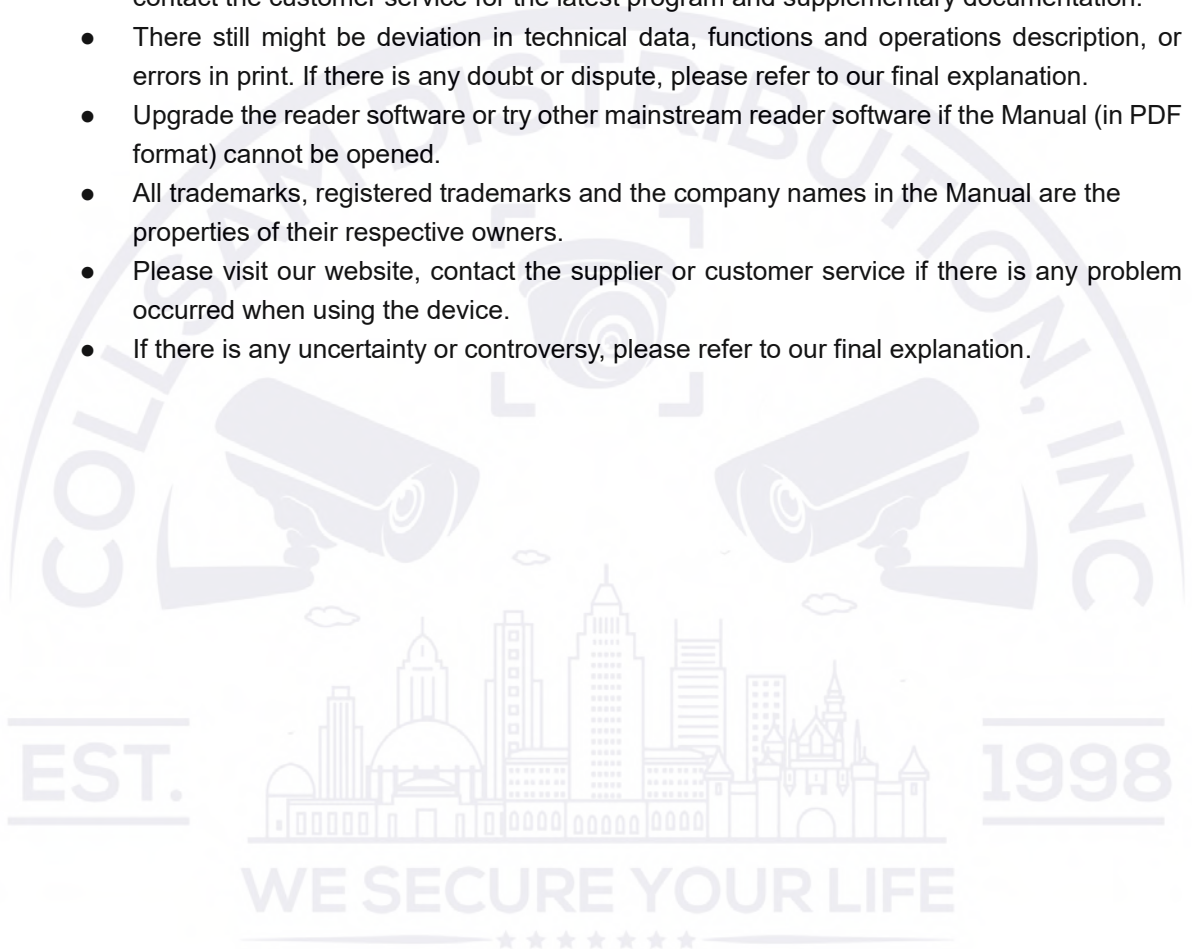 contact the customer service for the latest program and supplementary documentation.
● There still might be deviation in technical data, functions and operations description, or
errors in print. If there is any doubt or dispute, please refer to our final explanation.
● Upgrade the reader software or try other mainstream reader software if the Manual (in PDF
format) cannot be opened.
● All trademarks, registered trademarks and the company names in the Manual are the
properties of their respective owners.
● Please visit our website, contact the supplier or customer service if there is any problem
occurred when using the device.
● If there is any uncertainty or controversy, please refer to our final explanation.
COLL SAM DISTRIBUTION, INC
EST. 1998
WE SECURE YOUR LIFE